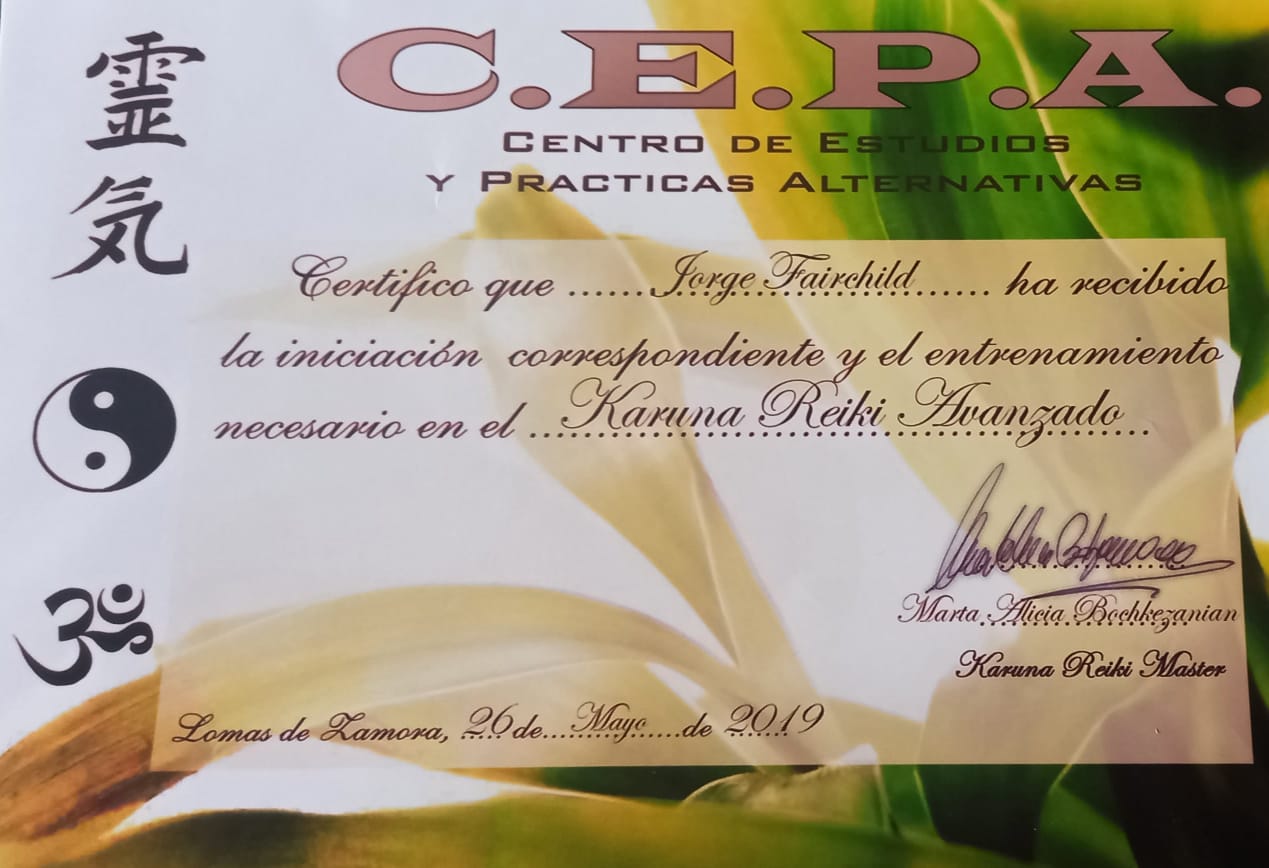 靈
気
C.E.P.A.
CENTRO DE ESTUDIOS
Y PRACTICAS ALTERNATIVAS
Certifico que ...... Jorge Fairchild ...... ha recibido
la iniciación correspondiente y el entrenamiento
necesario en el ... Karuna Reiki Avanzado ...
Marta Alicia Bochkezanian
Karuna Reiki Master
Lomas de Zamora, 26 de... Mayo ...de 2019
ॐ